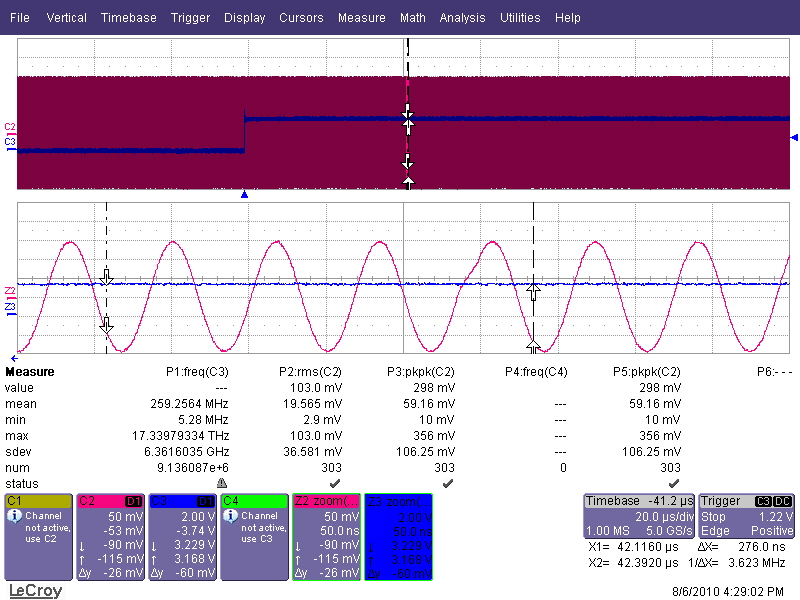 File Vertical Timebase Trigger Display Cursors Measure Math Analysis Utilities Help
C2
C3
Z2
Z3
Measure P1:freq(C3) P2:rms(C2) P3:pkpk(C2) P4:freq(C4) P5:pkpk(C2) P6:- - -
value --- 103.0 mV 298 mV 298 mV
mean 259.2564 MHz 19.565 mV 59.16 mV --- 59.16 mV
min 5.28 MHz 2.9 mV 10 mV --- 10 mV
max 17.33979334 THz 103.0 mV 356 mV --- 356 mV
sdev 6.3616035 GHz 36.581 mV 106.25 mV --- 106.25 mV
num 9.136087e+6 303 303 0 303
status
C1 C2 D1 C3 D1 C4 Z2 zoom(... Z3 zoom(... Timebase -41.2 µs Trigger C3 DC
Channel not active, use C2
50 mV
-53 mV
↓ -90 mV
↑ -115 mV
Δy -26 mV
2.00 V
-3.74 V
↓ 3.229 V
↑ 3.168 V
Δy -60 mV
Channel not active, use C3
50 mV
50.0 ns
↓ -90 mV
↑ -115 mV
Δy -26 mV
2.00 V
50.0 ns
↓ 3.229 V
↑ 3.168 V
Δy -60 mV
20.0 µs/div
1.00 MS 5.0 GS/s
Stop 1.22 V
Edge Positive
X1= 42.1160 µs ΔX= 276.0 ns
X2= 42.3920 µs 1/ΔX= 3.623 MHz
LeCroy
8/6/2010 4:29:02 PM